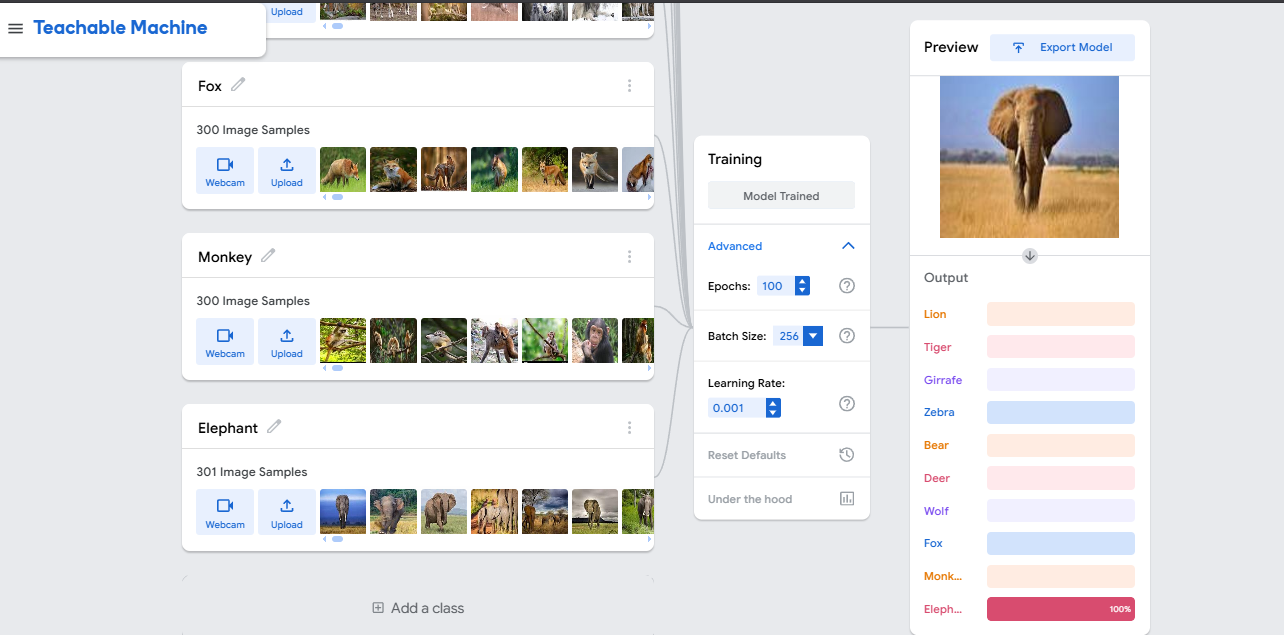 Teachable Machine
Upload
Fox
300 Image Samples
Webcam
Upload
Monkey
300 Image Samples
Webcam
Upload
Elephant
301 Image Samples
Webcam
Upload
Add a class
Training
Model Trained
Advanced
Epochs: 100
Batch Size: 256
Learning Rate:
0.001
Reset Defaults
Under the hood
Preview
Export Model
Output
Lion
Tiger
Girrafe
Zebra
Bear
Deer
Wolf
Fox
Monk...
Eleph... 100%